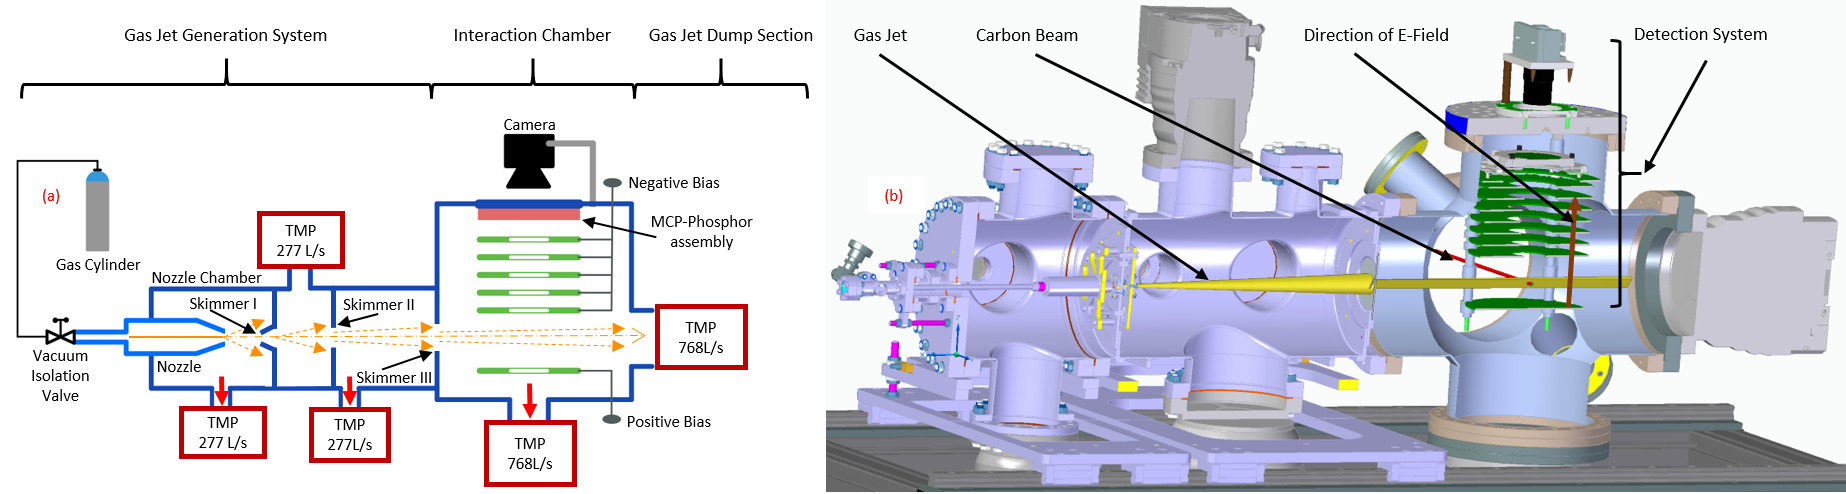 Gas Jet Generation System
Interaction Chamber
Gas Jet Dump Section
Camera
Negative Bias
(a)
MCP-Phosphor
assembly
TMP
277 L/s
Gas Cylinder
Nozzle Chamber
Skimmer I
Skimmer II
TMP
768L/s
Vacuum
Isolation
Valve
Nozzle
Skimmer III
TMP
277 L/s
TMP
277L/s
TMP
768L/s
Positive Bias
Gas Jet
Carbon Beam
Direction of E-Field
Detection System
(b)